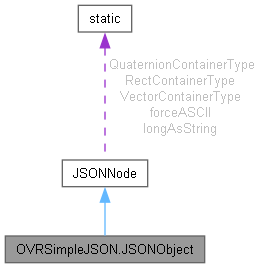 static
QuaternionContainerType
RectContainerType
VectorContainerType
forceASCII
longAsString
JSONNode
OVRSimpleJSON.JSONObject